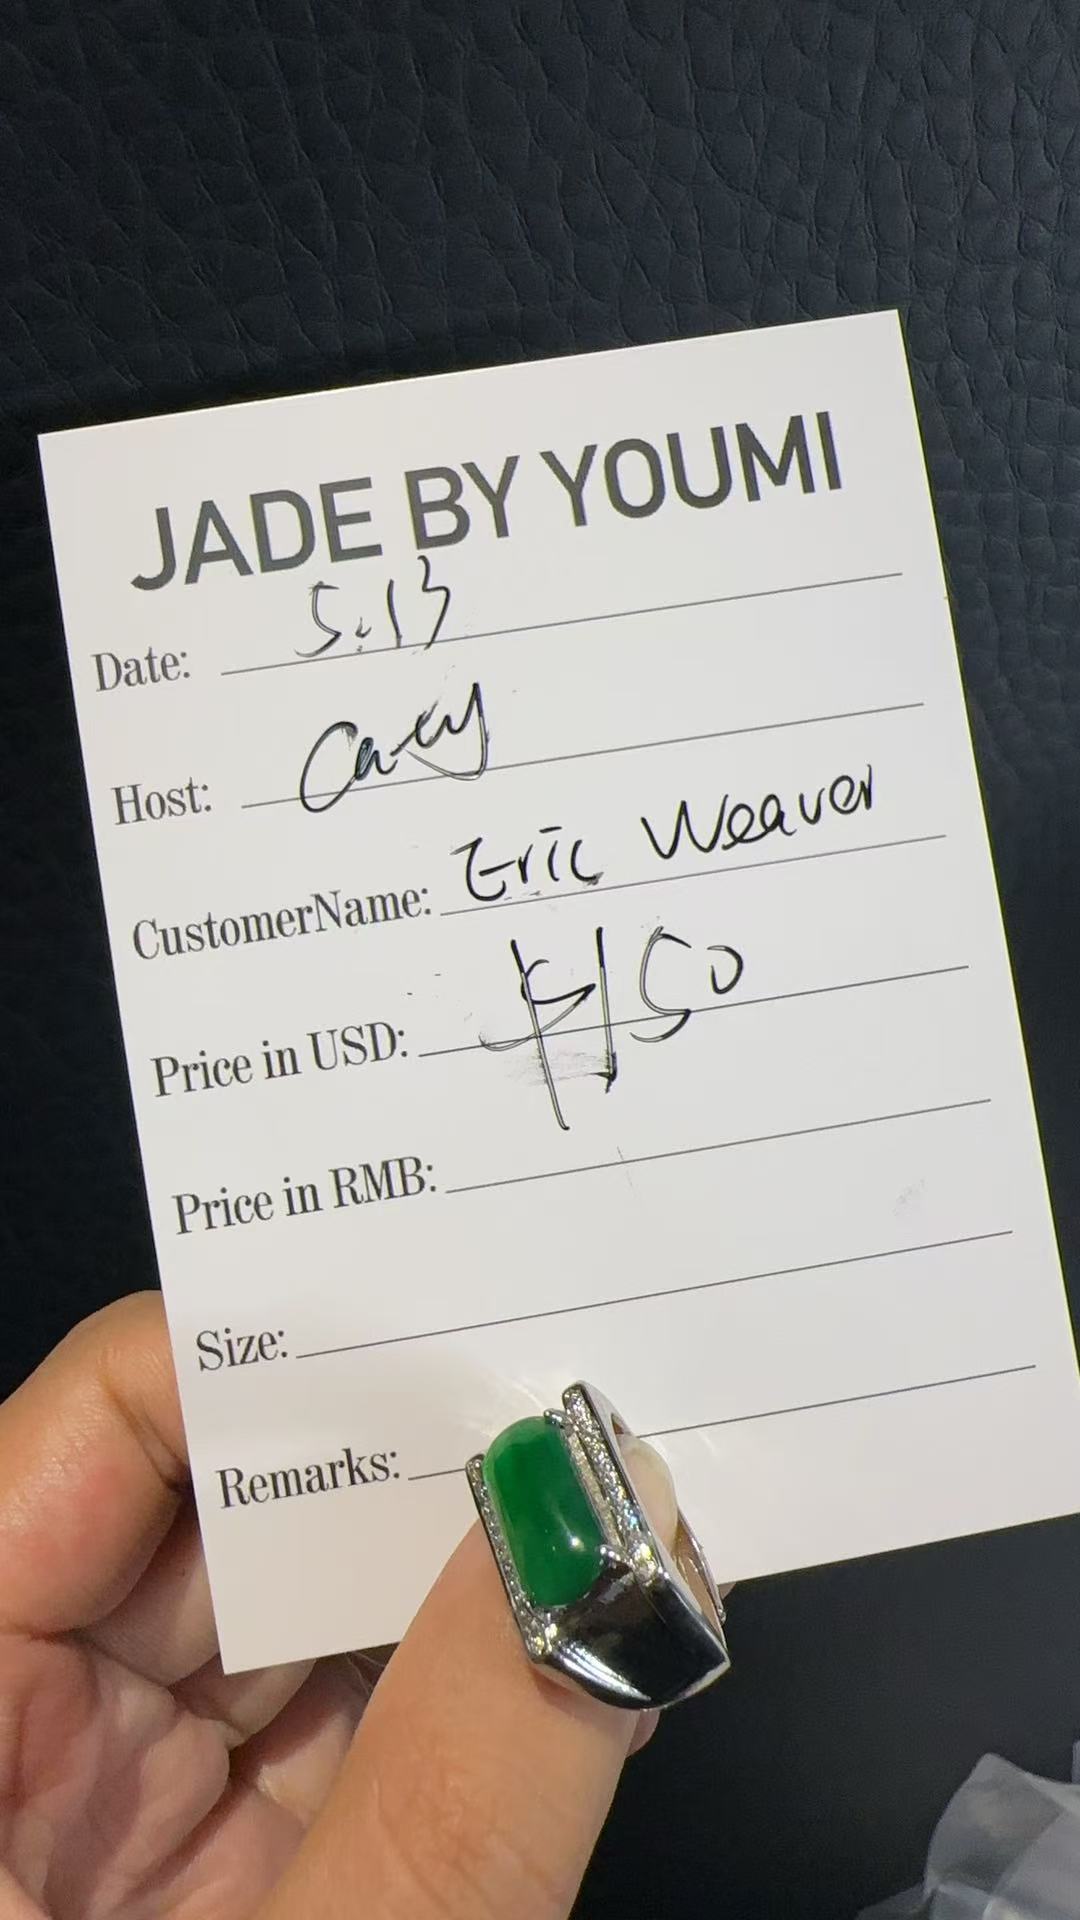 JADE BY YOUMI
Date: 5.13
Host:
CustomerName: Eric Weaver
Price in USD: $150
Price in RMB:
Size:
Remarks: